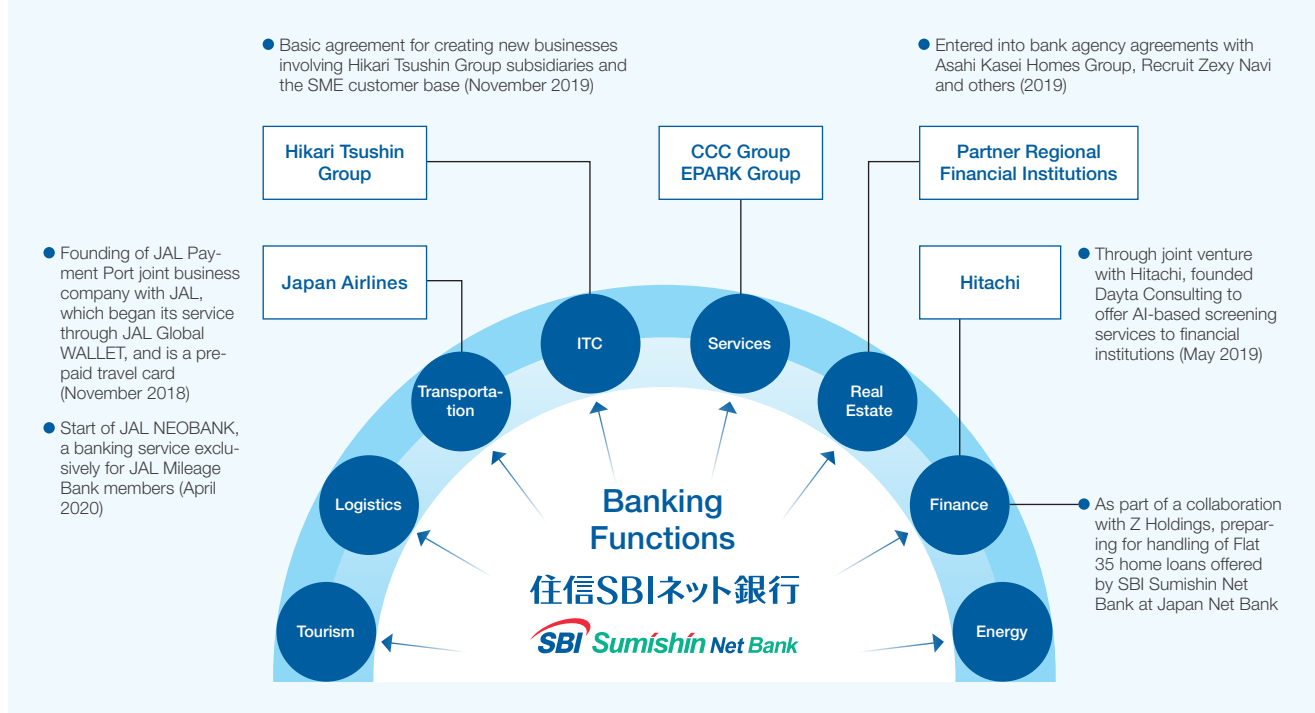 Basic agreement for creating new businesses
involving Hikari Tsushin Group subsidiaries and
the SME customer base (November 2019)
Entered into bank agency agreements with
Asahi Kasei Homes Group, Recruit Zexy Navi
and others (2019)
Hikari Tsushin
Group
CCC Group
EPARK Group
Partner Regional
Financial Institutions
Founding of JAL Pay-
ment Port joint business
company with JAL,
which began its service
through JAL Global
WALLET, and is a pre-
paid travel card
(November 2018)
Start of JAL NEOBANK,
a banking service exclu-
sively for JAL Mileage
Bank members (April
2020)
Japan Airlines
Hitachi
Through joint venture
with Hitachi, founded
Dayta Consulting to
offer AI-based screening
services to financial
institutions (May 2019)
ITC
Services
Transporta-
tion
Real
Estate
Logistics
Finance
Tourism
Energy
Banking
Functions
住信SBIネット銀行
SBI Sumishin Net Bank
As part of a collaboration
with Z Holdings, prepar-
ing for handling of Flat
35 home loans offered
by SBI Sumishin Net
Bank at Japan Net Bank